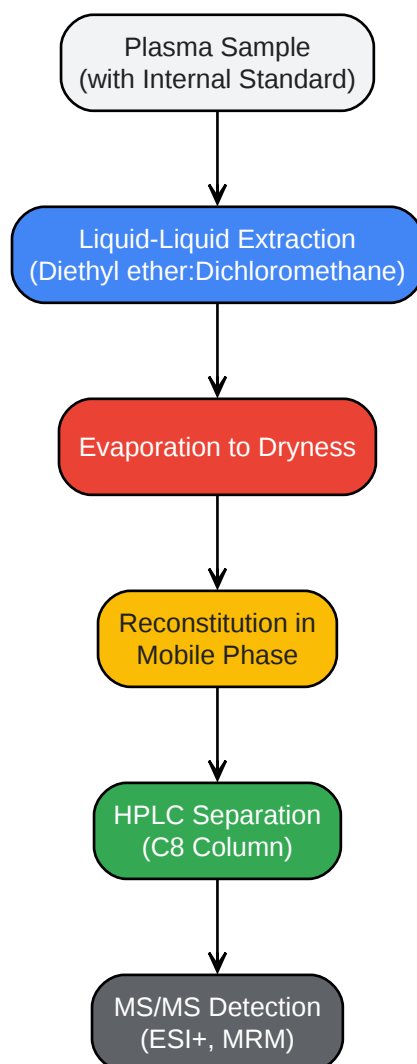 Plasma Sample
(with Internal Standard)
Liquid-Liquid Extraction
(Diethyl ether:Dichloromethane)
Evaporation to Dryness
Reconstitution in
Mobile Phase
HPLC Separation
(C8 Column)
MS/MS Detection
(ESI+, MRM)